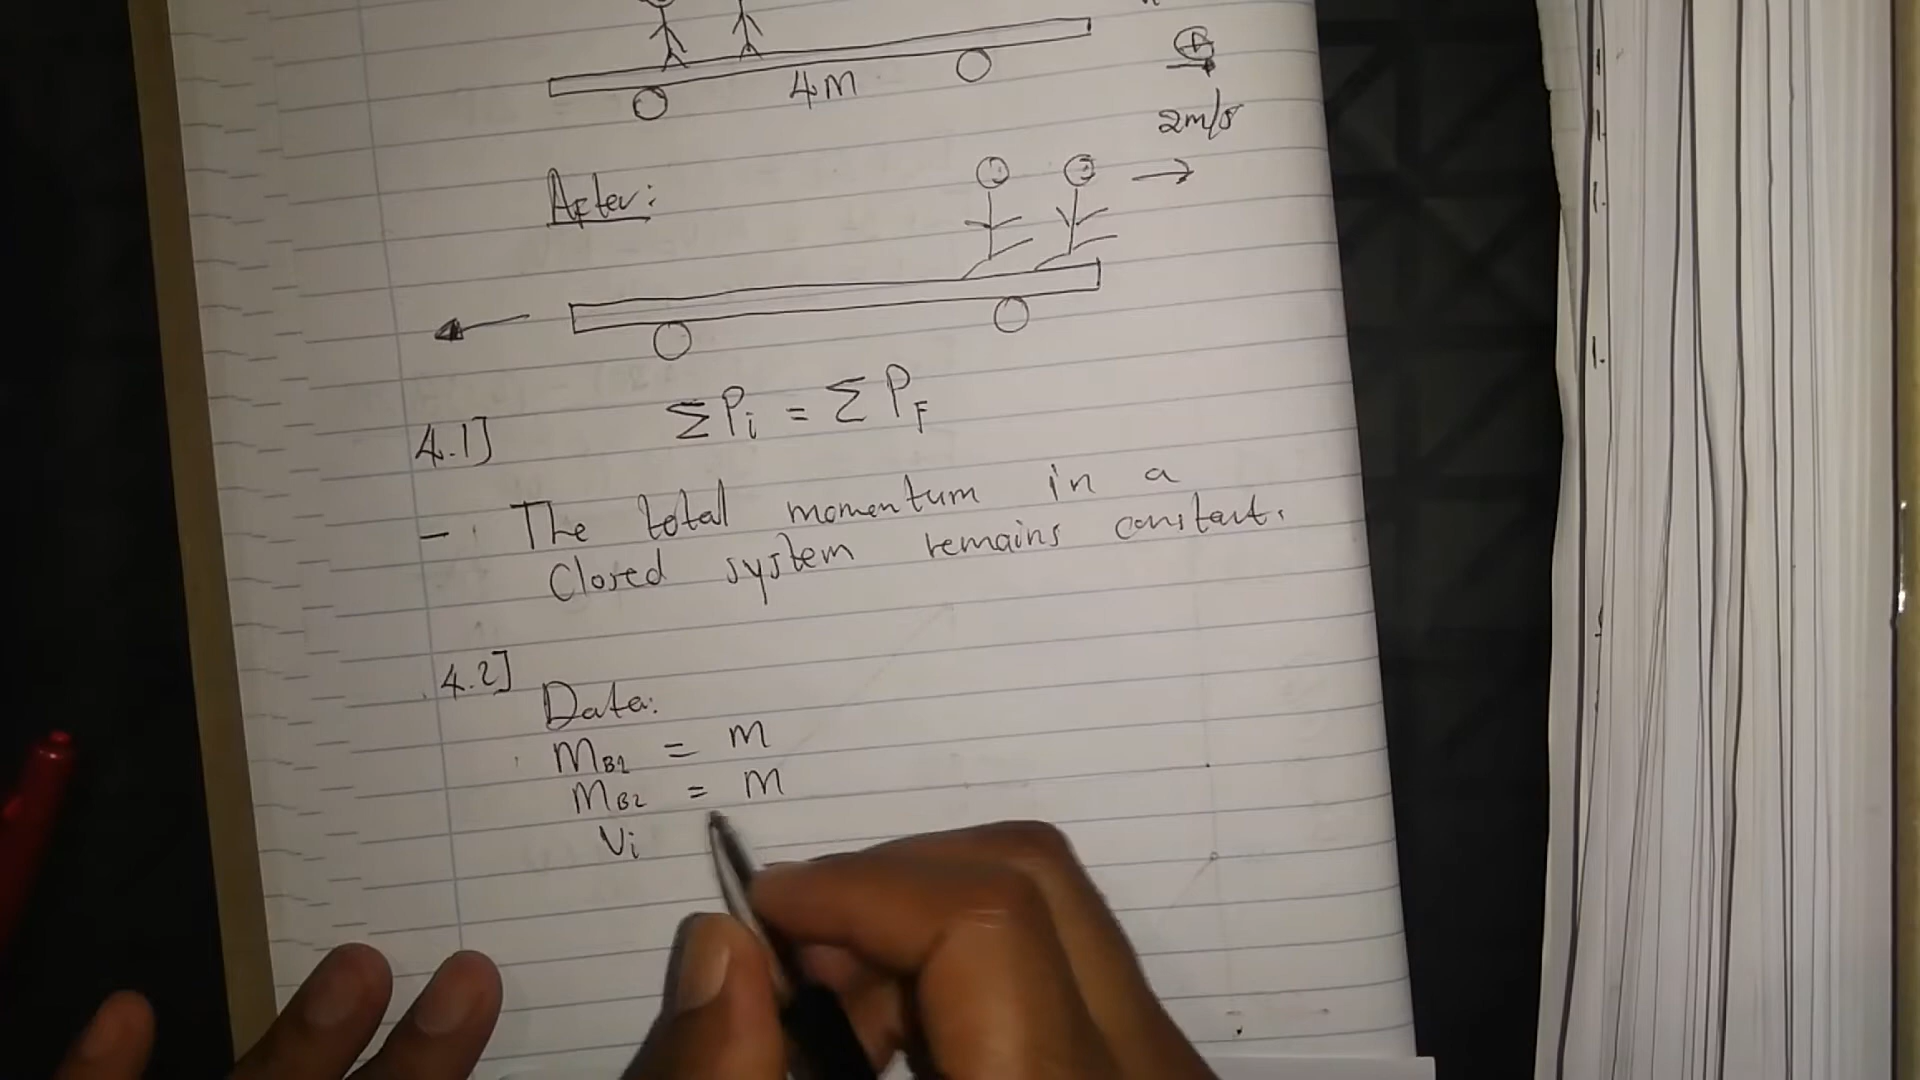 4m
2m/s
After:
4.1] ΣPi = ΣPF
- The total momentum in a
Closed system remains constant.
4.2]
Data:
MB1 = m
MB2 = m
Vi